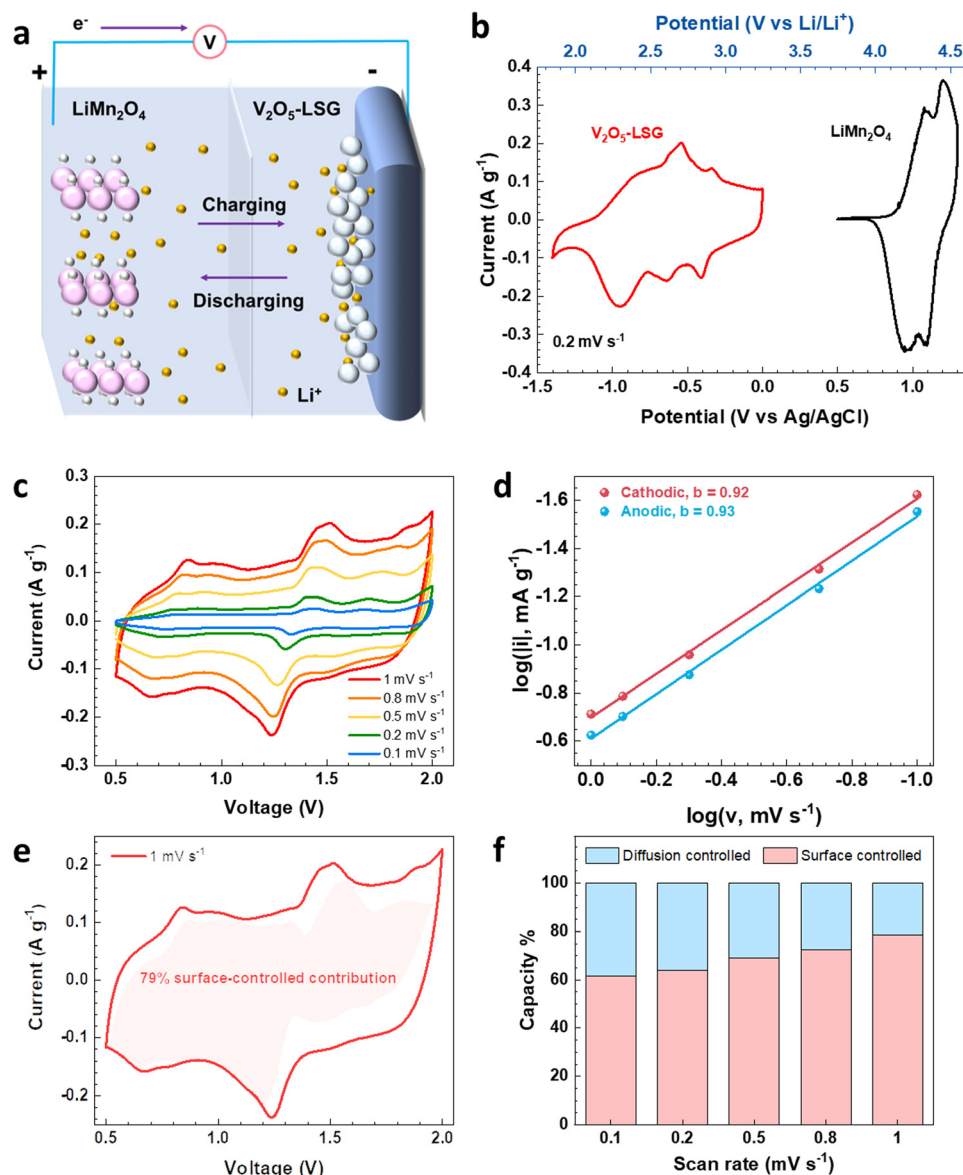 a
e⁻
V
+
-
LiMn₂O₄
V₂O₅-LSG
Charging
Discharging
Li⁺
b
Potential (V vs Li/Li⁺)
2.0 2.5 3.0 3.5 4.0 4.5
Current (A g⁻¹)
0.4
0.3
0.2
0.1
0.0
-0.1
-0.2
-0.3
-0.4
V₂O₅-LSG
LiMn₂O₄
0.2 mV s⁻¹
-1.5 -1.0 -0.5 0.0 0.5 1.0
Potential (V vs Ag/AgCl)
c
Current (A g⁻¹)
0.3
0.2
0.1
0.0
-0.1
-0.2
-0.3
1 mV s⁻¹
0.8 mV s⁻¹
0.5 mV s⁻¹
0.2 mV s⁻¹
0.1 mV s⁻¹
0.5 1.0 1.5 2.0
Voltage (V)
d
log(|i|, mA g⁻¹)
-1.6
-1.4
-1.2
-1.0
-0.8
-0.6
Cathodic, b = 0.92
Anodic, b = 0.93
0.0 -0.2 -0.4 -0.6 -0.8 -1.0
log(v, mV s⁻¹)
e
Current (A g⁻¹)
0.2
0.1
0.0
-0.1
-0.2
1 mV s⁻¹
79% surface-controlled contribution
0.5 1.0 1.5 2.0
Voltage (V)
f
Capacity %
100
80
60
40
20
0
Diffusion controlled
Surface controlled
0.1 0.2 0.5 0.8 1
Scan rate (mV s⁻¹)